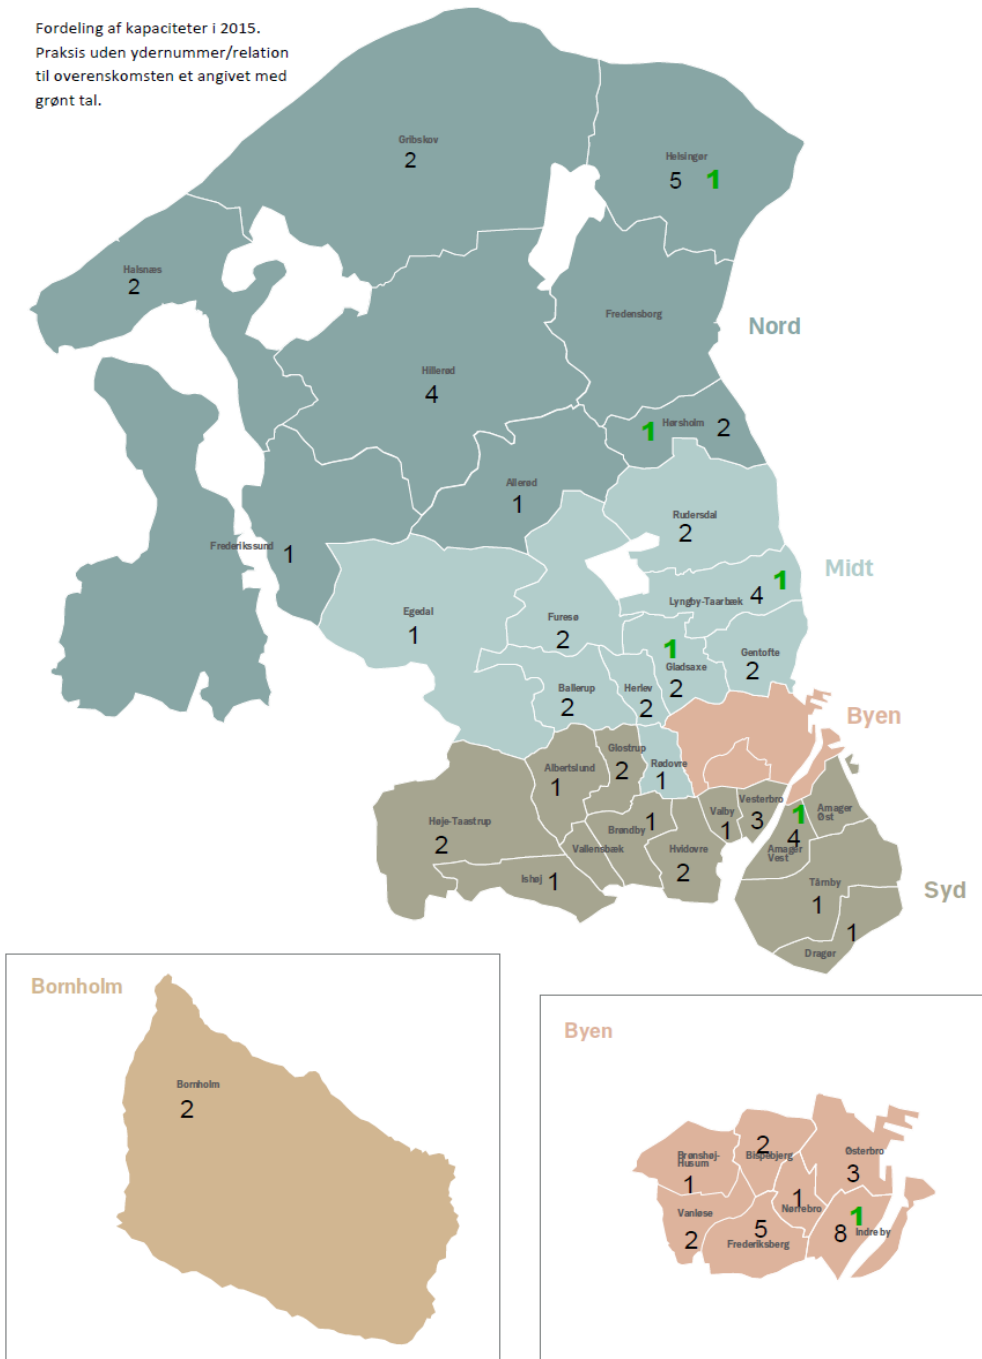 Fordeling af kapaciteter i 2015.
Praksis uden ydernummer/relation
til overenskomsten et angivet med
grønt tal.
Gribskov
2
Helsingør
5 1
Halsnæs
2
Fredensborg
Nord
Hillerød
4
1 Hørsholm 2
Allerød
1
Rudersdal
2
Frederikssund 1
Midt
1
Lyngby-Taarbæk 4
Egedal
1
Furesø
2
1
Gladsaxe
2
Gentofte
2
Ballerup
2
Herlev
2
Byen
Glostrup
2
Rødovre
1
Albertslund
1
Høje-Taastrup
2
Brøndby 1
Vallensbæk
Hvidovre
2
Valby
1
Vesterbro
3
1
4
Amager
Vest
Amager
Øst
Ishøj 1
Tårnby
1
1
Dragør
Syd
Bornholm
Bornholm
2
Byen
Brønshøj-
Husum
1
2
Bispebjerg
Østerbro
3
1
Nørrebro
Vanløse
2
5
Frederiksberg
1
8 Indre by